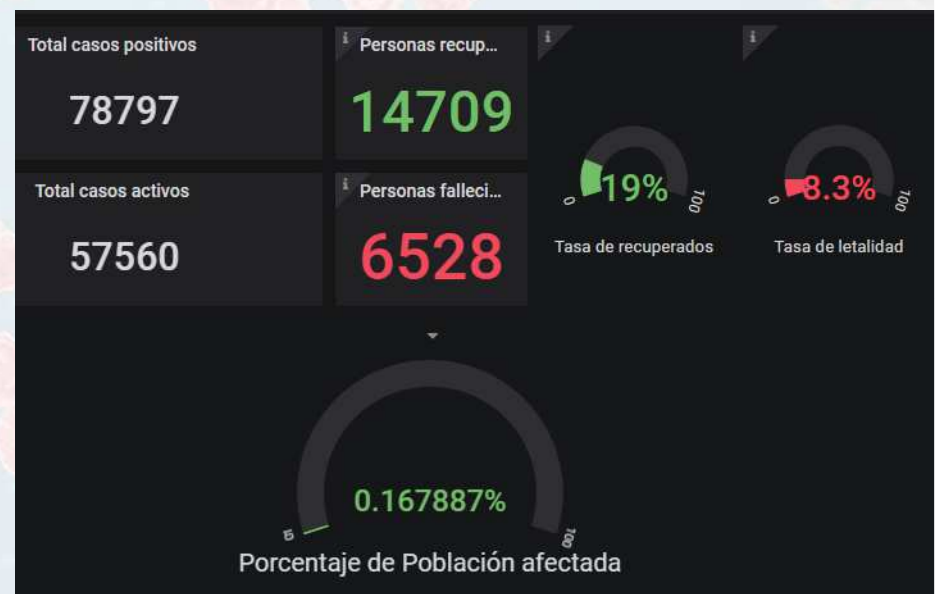 Total casos positivos
78797
Personas recup...
14709
Total casos activos
57560
Personas falleci...
6528
0
19%
100
Tasa de recuperados
0
8.3%
100
Tasa de letalidad
0.167887%
100
Porcentaje de Población afectada